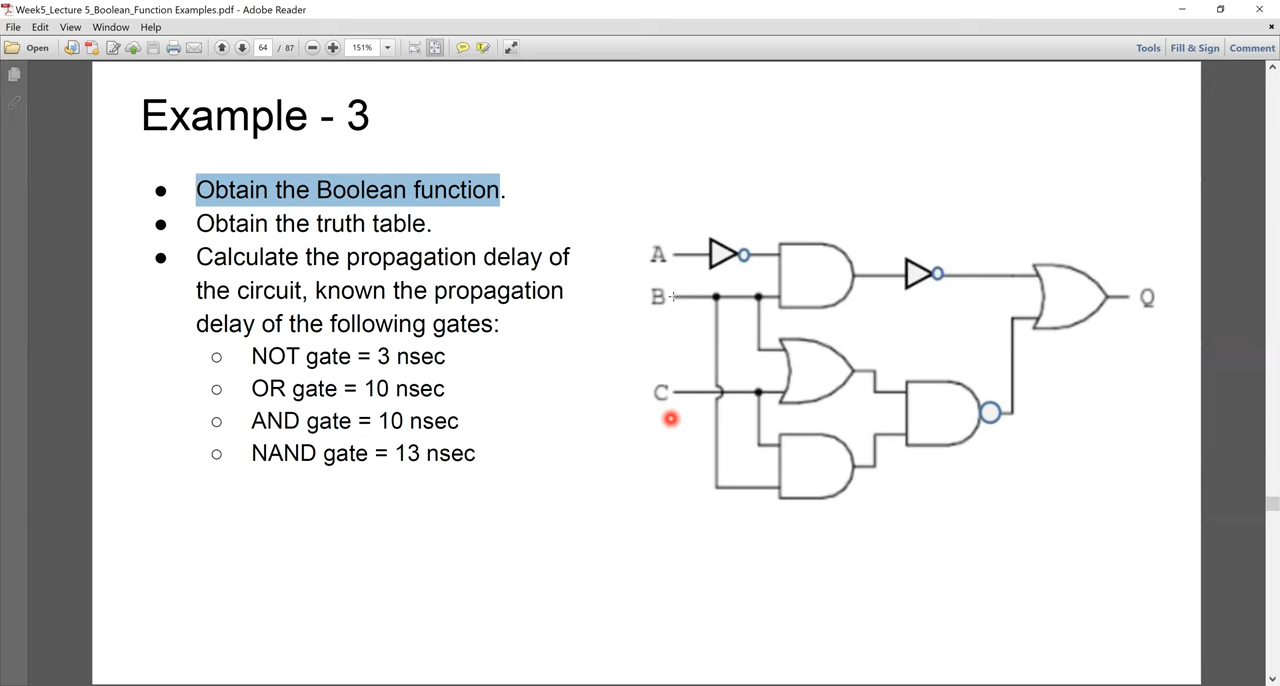 Week5_Lecture 5_Boolean_Function Examples.pdf - Adobe Reader
File Edit View Window Help
Open 64 / 87 151% Tools Fill & Sign Comment
Example - 3
● Obtain the Boolean function.
● Obtain the truth table.
● Calculate the propagation delay of
the circuit, known the propagation
delay of the following gates:
○ NOT gate = 3 nsec
○ OR gate = 10 nsec
○ AND gate = 10 nsec
○ NAND gate = 13 nsec
A
B
Q
C